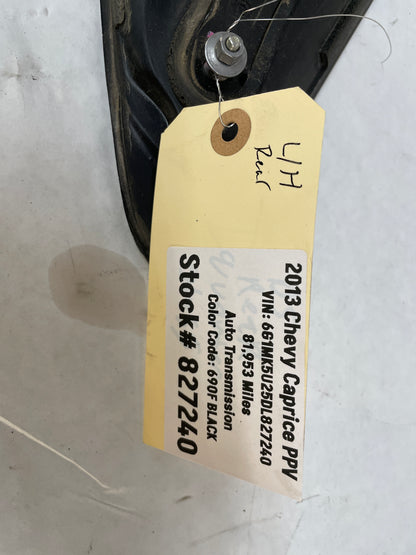 L/H
Rear
2013 Chevy Caprice PPV
VIN: 6G1MK5U25DL827240
81,953 Miles
Auto Transmission
Color Code: 690F BLACK
Stock# 827240